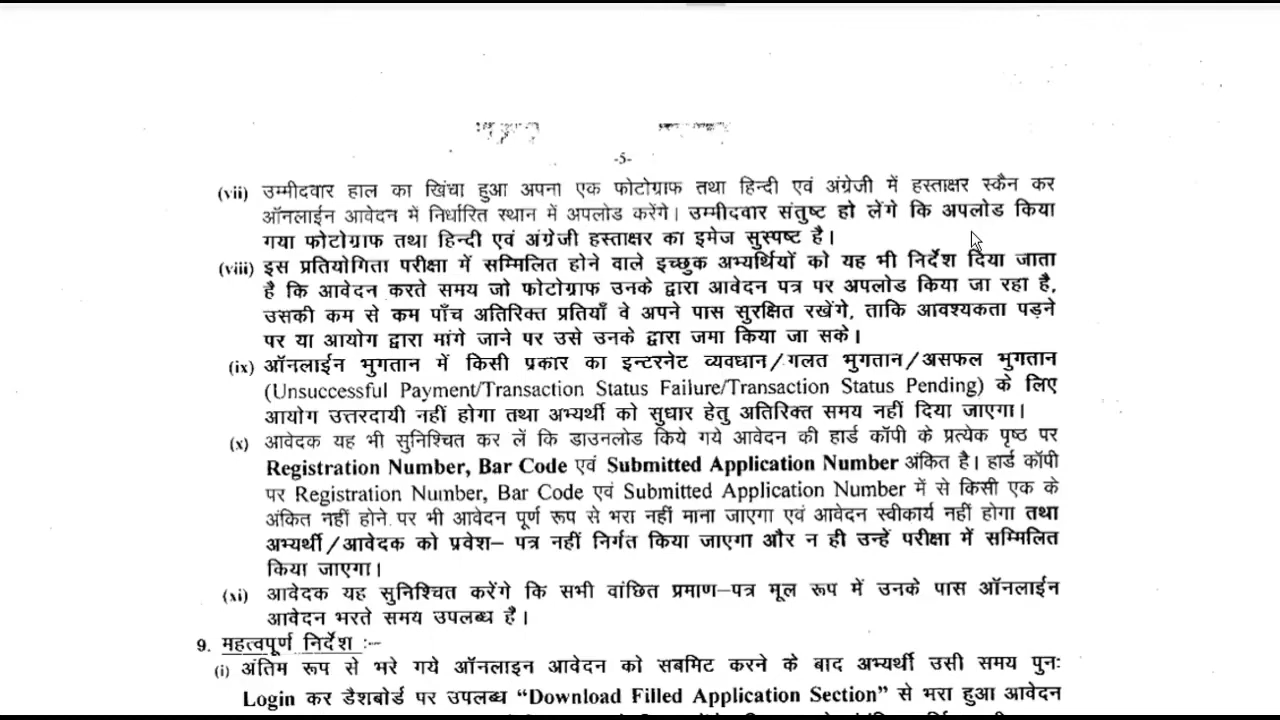 -5-
(vii) उम्मीदवार हाल का खिंचा हुआ अपना एक फोटोग्राफ तथा हिन्दी एवं अंग्रेजी में हस्ताक्षर स्कैन कर
ऑनलाईन आवेदन में निर्धारित स्थान में अपलोड करेंगे। उम्मीदवार संतुष्ट हो लेंगे कि अपलोड किया
गया फोटोग्राफ तथा हिन्दी एवं अंग्रेजी हस्ताक्षर का इमेज सुस्पष्ट है।
(viii) इस प्रतियोगिता परीक्षा में सम्मिलित होने वाले इच्छुक अभ्यर्थियों को यह भी निर्देश दिया जाता
है कि आवेदन करते समय जो फोटोग्राफ उनके द्वारा आवेदन पत्र पर अपलोड किया जा रहा है,
उसकी कम से कम पाँच अतिरिक्त प्रतियाँ वे अपने पास सुरक्षित रखेंगे, ताकि आवश्यकता पड़ने
पर या आयोग द्वारा मांगे जाने पर उसे उनके द्वारा जमा किया जा सके।
(ix) ऑनलाईन भुगतान में किसी प्रकार का इन्टरनेट व्यवधान/गलत भुगतान/असफल भुगतान
(Unsuccessful Payment/Transaction Status Failure/Transaction Status Pending) के लिए
आयोग उत्तरदायी नहीं होगा तथा अभ्यर्थी को सुधार हेतु अतिरिक्त समय नहीं दिया जाएगा।
(x) आवेदक यह भी सुनिश्चित कर लें कि डाउनलोड किये गये आवेदन की हार्ड कॉपी के प्रत्येक पृष्ठ पर
Registration Number, Bar Code एवं Submitted Application Number अंकित है। हार्ड कॉपी
पर Registration Number, Bar Code एवं Submitted Application Number में से किसी एक के
अंकित नहीं होने पर भी आवेदन पूर्ण रूप से भरा नहीं माना जाएगा एवं आवेदन स्वीकार्य नहीं होगा तथा
अभ्यर्थी/आवेदक को प्रवेश– पत्र नहीं निर्गत किया जाएगा और न ही उन्हें परीक्षा में सम्मिलित
किया जाएगा।
(xi) आवेदक यह सुनिश्चित करेंगे कि सभी वांछित प्रमाण–पत्र मूल रूप में उनके पास ऑनलाईन
आवेदन भरते समय उपलब्ध हैं।
9. महत्वपूर्ण निर्देश :--
(i) अंतिम रूप से भरे गये ऑनलाइन आवेदन को सबमिट करने के बाद अभ्यर्थी उसी समय पुनः
Login कर डैशबोर्ड पर उपलब्ध “Download Filled Application Section” से भरा हुआ आवेदन